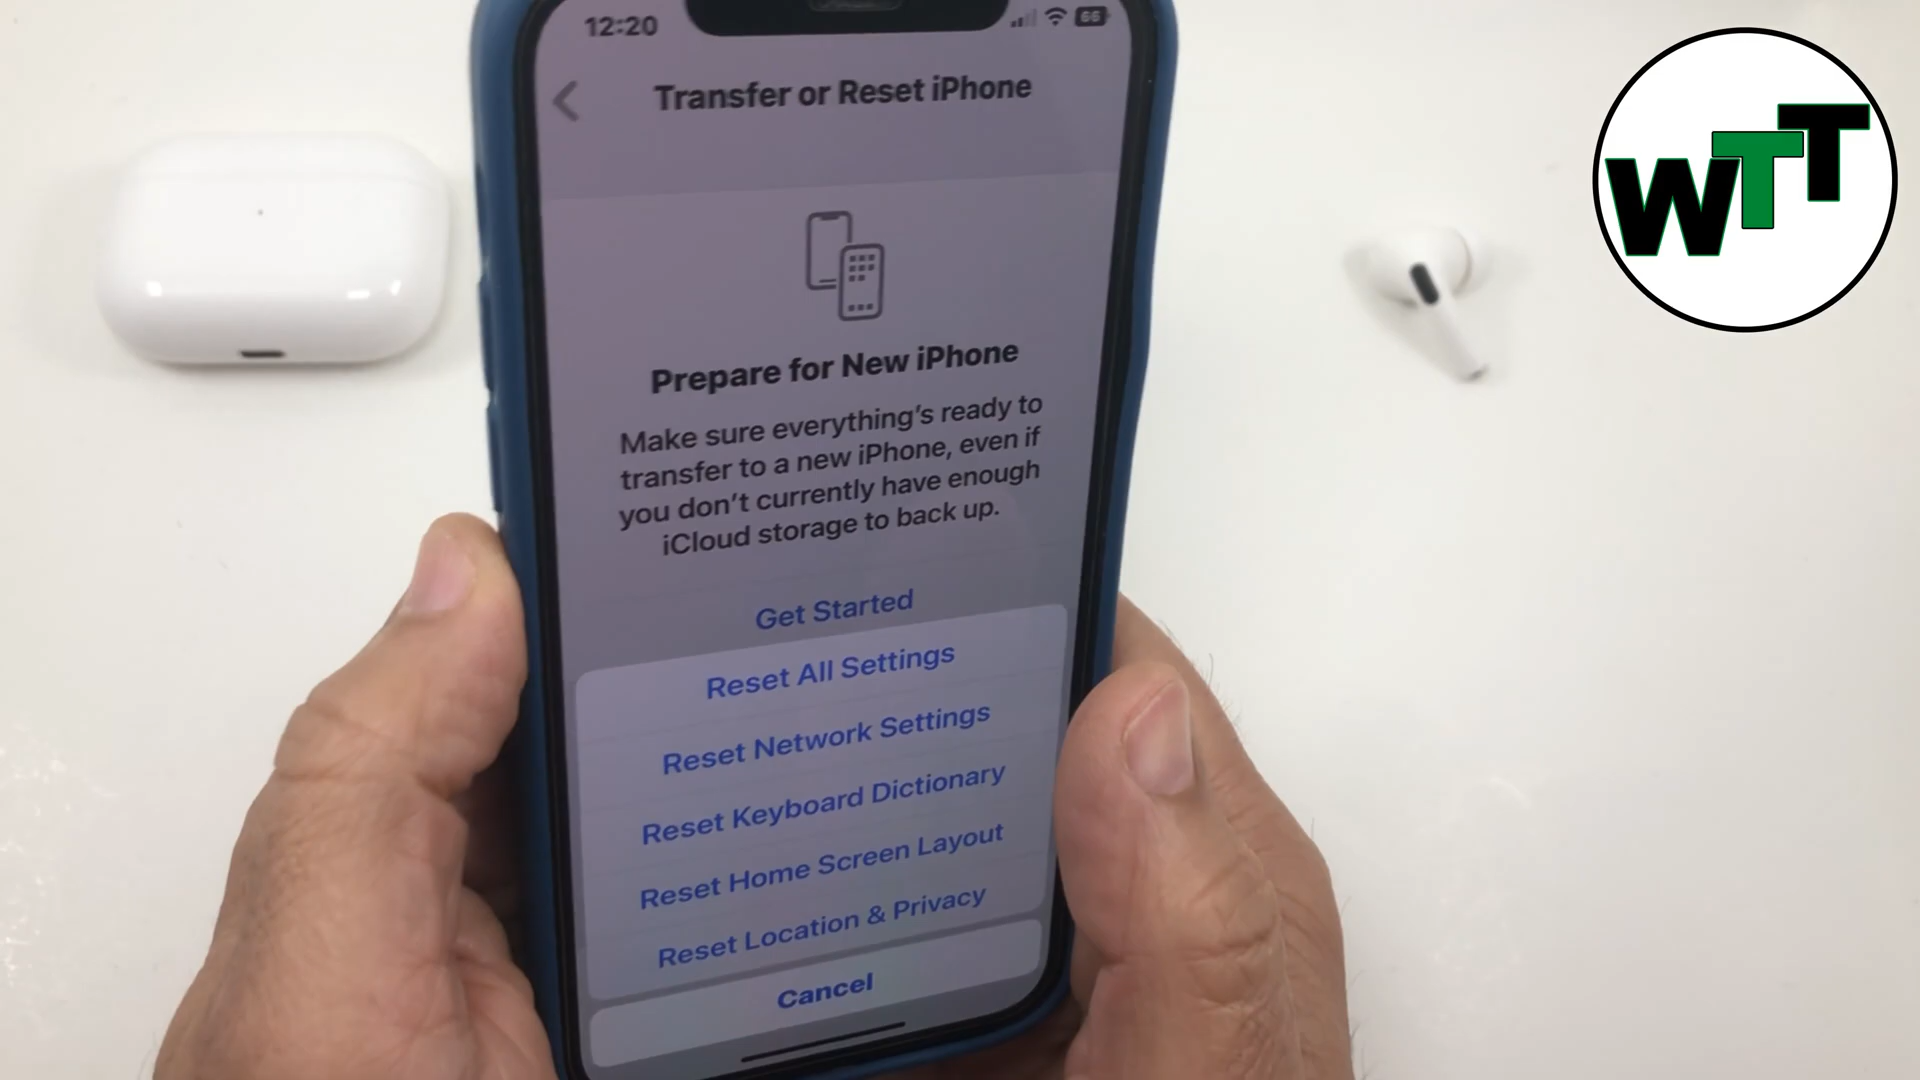 12:20
66
Transfer or Reset iPhone
WTT
Prepare for New iPhone
Make sure everything's ready to
transfer to a new iPhone, even if
you don't currently have enough
iCloud storage to back up.
Get Started
Reset All Settings
Reset Network Settings
Reset Keyboard Dictionary
Reset Home Screen Layout
Reset Location & Privacy
Cancel